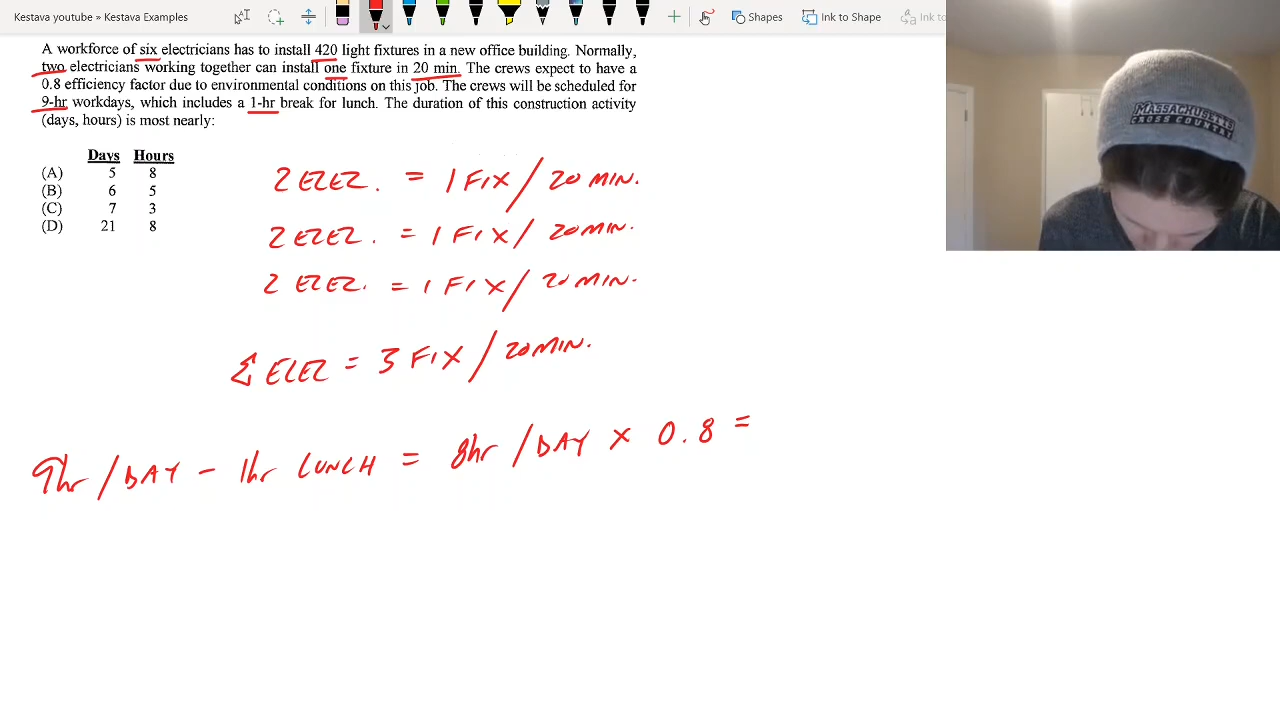 Kestava youtube » Kestava Examples
Shapes
Ink to Shape
Ink to
A workforce of six electricians has to install 420 light fixtures in a new office building. Normally,
two electricians working together can install one fixture in 20 min. The crews expect to have a
0.8 efficiency factor due to environmental conditions on this job. The crews will be scheduled for
9-hr workdays, which includes a 1-hr break for lunch. The duration of this construction activity
(days, hours) is most nearly:
Days Hours
(A) 5 8
(B) 6 5
(C) 7 3
(D) 21 8
2 ELEC. = 1 FIX / 20 MIN.
2 ELEC. = 1 FIX / 20 MIN.
2 ELEC. = 1 FIX / 20 MIN.
Σ ELEC = 3 FIX / 20 MIN.
9hr / DAY - 1hr LUNCH = 8hr / DAY × 0.8 =
MASSACHUSETTS
CROSS COUNTRY